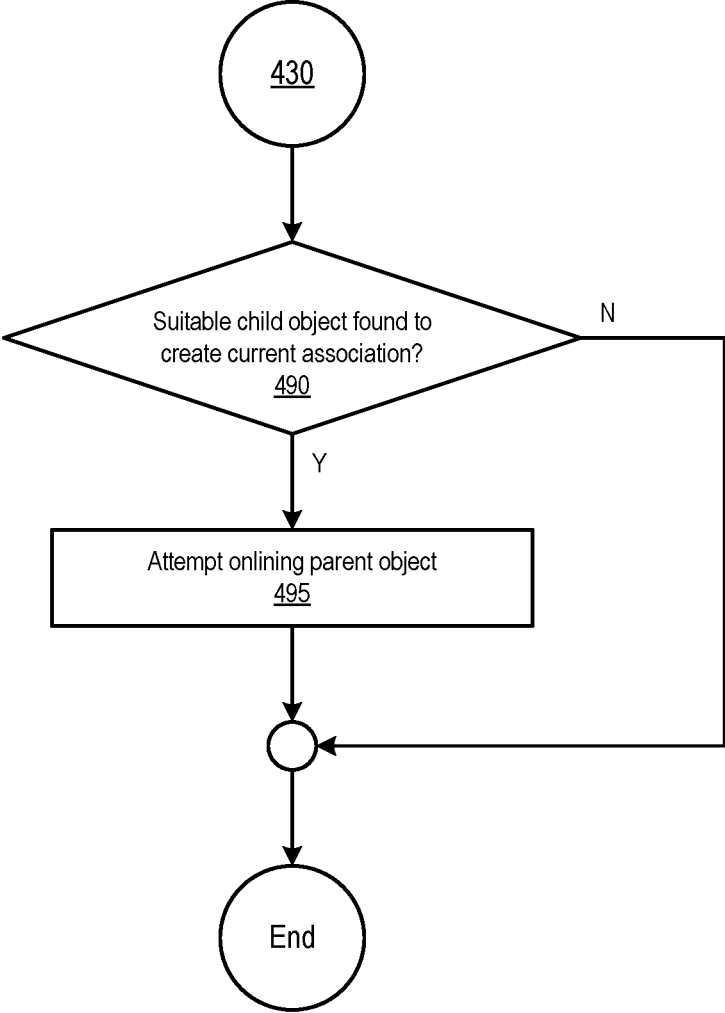 430
Suitable child object found to
create current association?
490
N
Y
Attempt onlining parent object
495
End